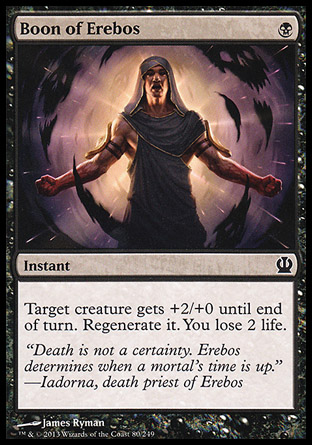 Boon of Erebos
Instant
Target creature gets +2/+0 until end
of turn. Regenerate it. You lose 2 life.
“Death is not a certainty. Erebos
determines when a mortal’s time is up.”
—Iadorna, death priest of Erebos
James Ryman
™ & © 2013 Wizards of the Coast 80/249